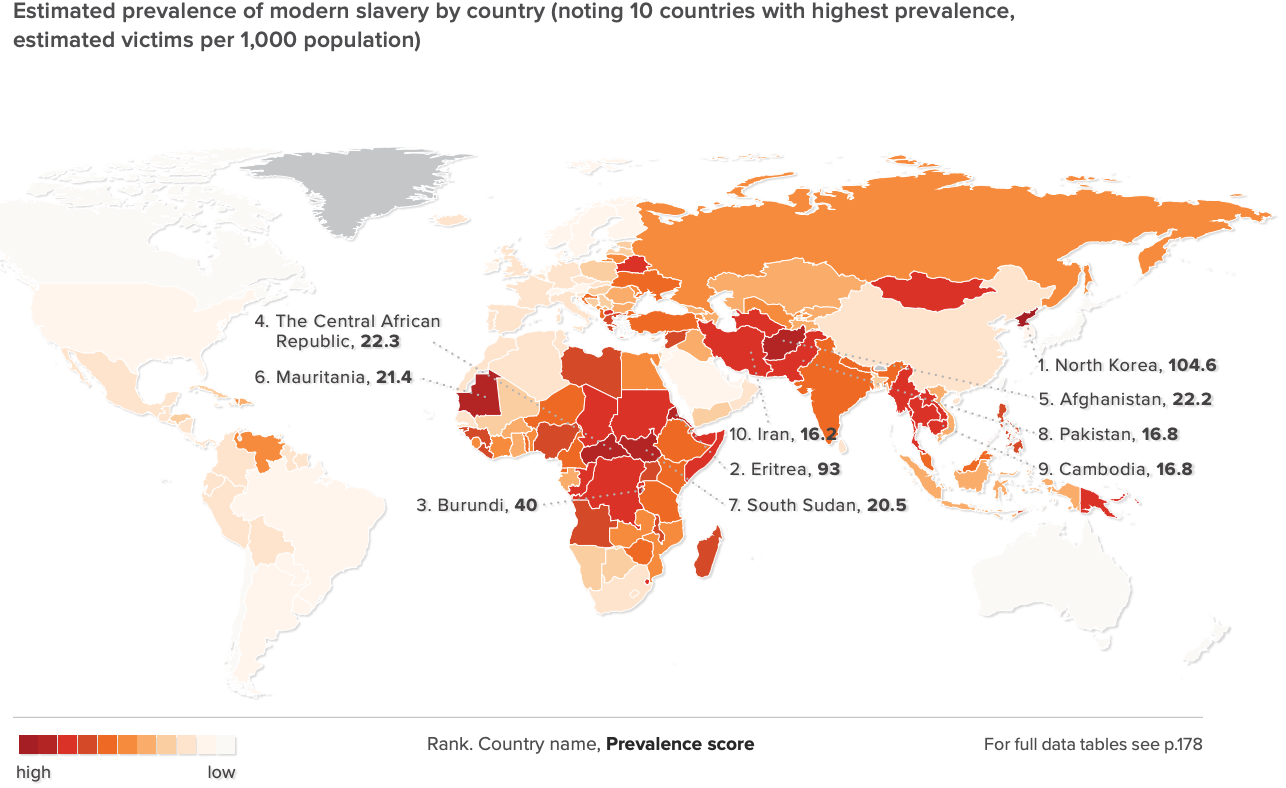 Estimated prevalence of modern slavery by country (noting 10 countries with highest prevalence,
estimated victims per 1,000 population)
4. The Central African
Republic, 22.3
6. Mauritania, 21.4
3. Burundi, 40
1. North Korea, 104.6
5. Afghanistan, 22.2
10. Iran, 16.2
8. Pakistan, 16.8
2. Eritrea, 93
9. Cambodia, 16.8
7. South Sudan, 20.5
high
low
Rank. Country name, Prevalence score
For full data tables see p.178